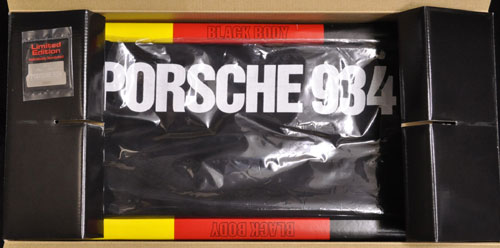 BLACK BODY
Limited
Edition
PORSCHE 934
BLACK BODY